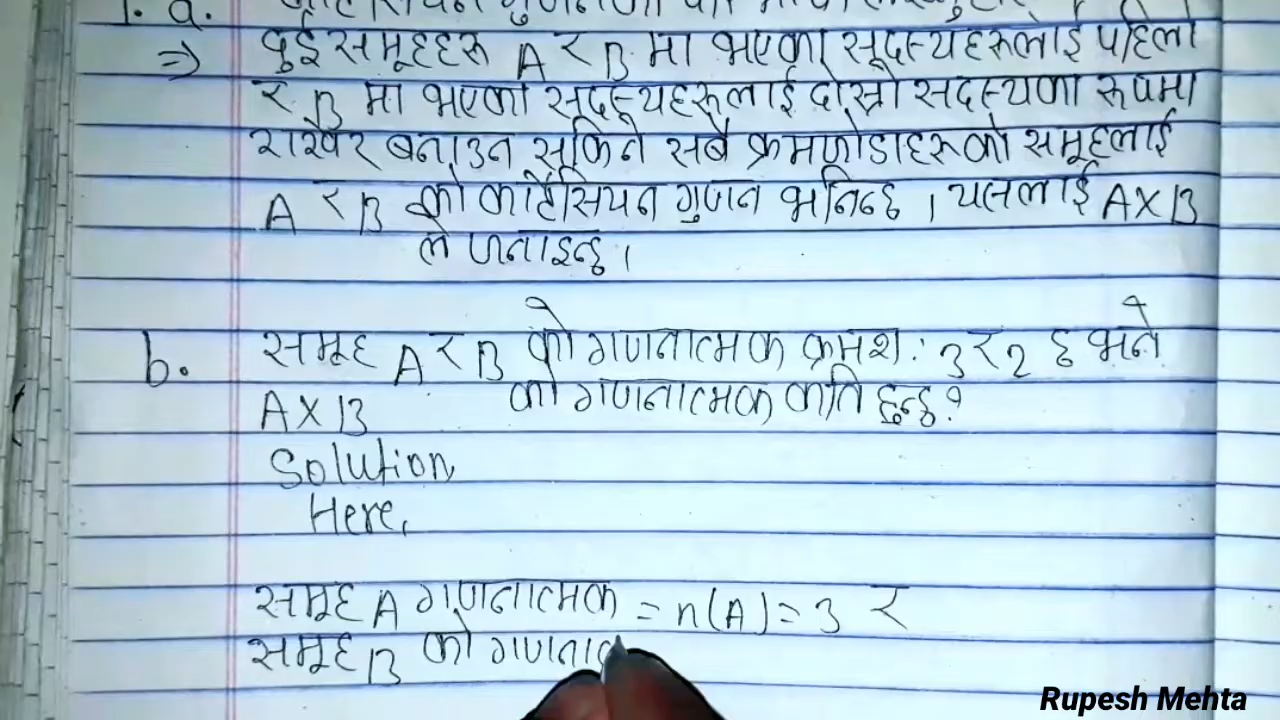 1. a. कार्टेसियन गुणनको
⇒ दुई समूहहरू A र B मा भएका सदस्यहरूलाई पहिलो
र B मा भएका सदस्यहरूलाई दोस्रो सदस्यका रूपमा
राखेर बनाउन सकिने सबै क्रमजोडाहरूको समूहलाई
A र B को कार्टेसियन गुणन भनिन्छ । यसलाई A×B
ले जनाइन्छ ।
b. समूह A र B को गणनात्मक क्रमश: 3 र 2 छ भने
A×B को गणनात्मक कति हुन्छ ?
Solution
Here,
समूह A गणनात्मक = n(A) = 3 र
समूह B को
Rupesh Mehta